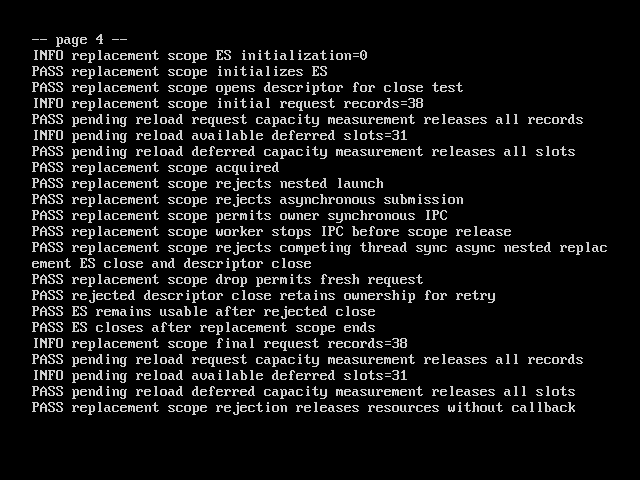 -- page 4 --
INFO replacement scope ES initialization=0
PASS replacement scope initializes ES
PASS replacement scope opens descriptor for close test
INFO replacement scope initial request records=38
PASS pending reload request capacity measurement releases all records
INFO pending reload available deferred slots=31
PASS pending reload deferred capacity measurement releases all slots
PASS replacement scope acquired
PASS replacement scope rejects nested launch
PASS replacement scope rejects asynchronous submission
PASS replacement scope permits owner synchronous IPC
PASS replacement scope worker stops IPC before scope release
PASS replacement scope rejects competing thread sync async nested replac
ement ES close and descriptor close
PASS replacement scope drop permits fresh request
PASS rejected descriptor close retains ownership for retry
PASS ES remains usable after rejected close
PASS ES closes after replacement scope ends
INFO replacement scope final request records=38
PASS pending reload request capacity measurement releases all records
INFO pending reload available deferred slots=31
PASS pending reload deferred capacity measurement releases all slots
PASS replacement scope rejection releases resources without callback